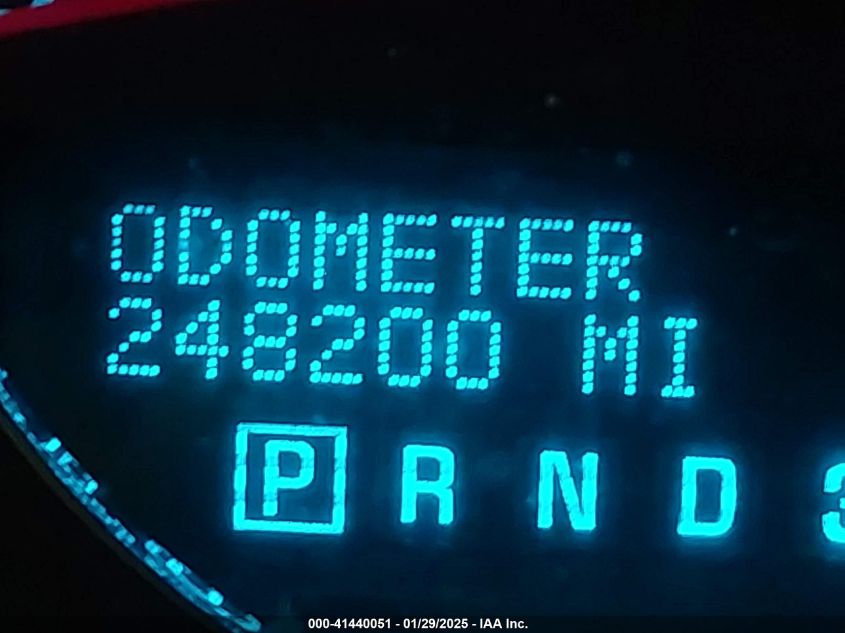 ODOMETER
248200 MI
P R N D 3
000-41440051 - 01/29/2025 - IAA Inc.